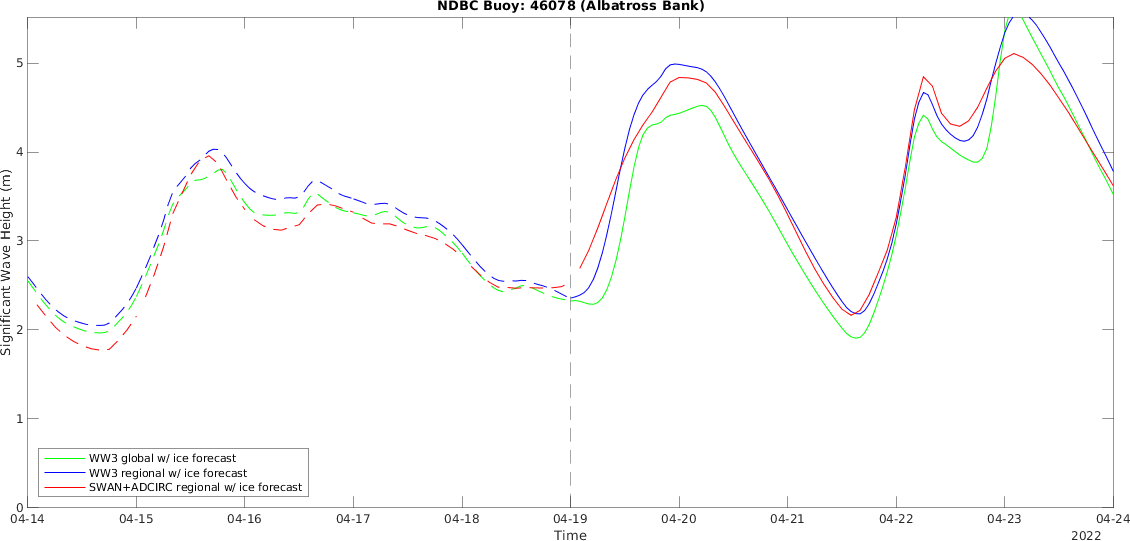 NDBC Buoy: 46078 (Albatross Bank)
Significant Wave Height (m)
5
4
3
2
1
0
WW3 global w/ ice forecast
WW3 regional w/ ice forecast
SWAN+ADCIRC regional w/ ice forecast
04-14 04-15 04-16 04-17 04-18 04-19 04-20 04-21 04-22 04-23 04-24
Time
2022